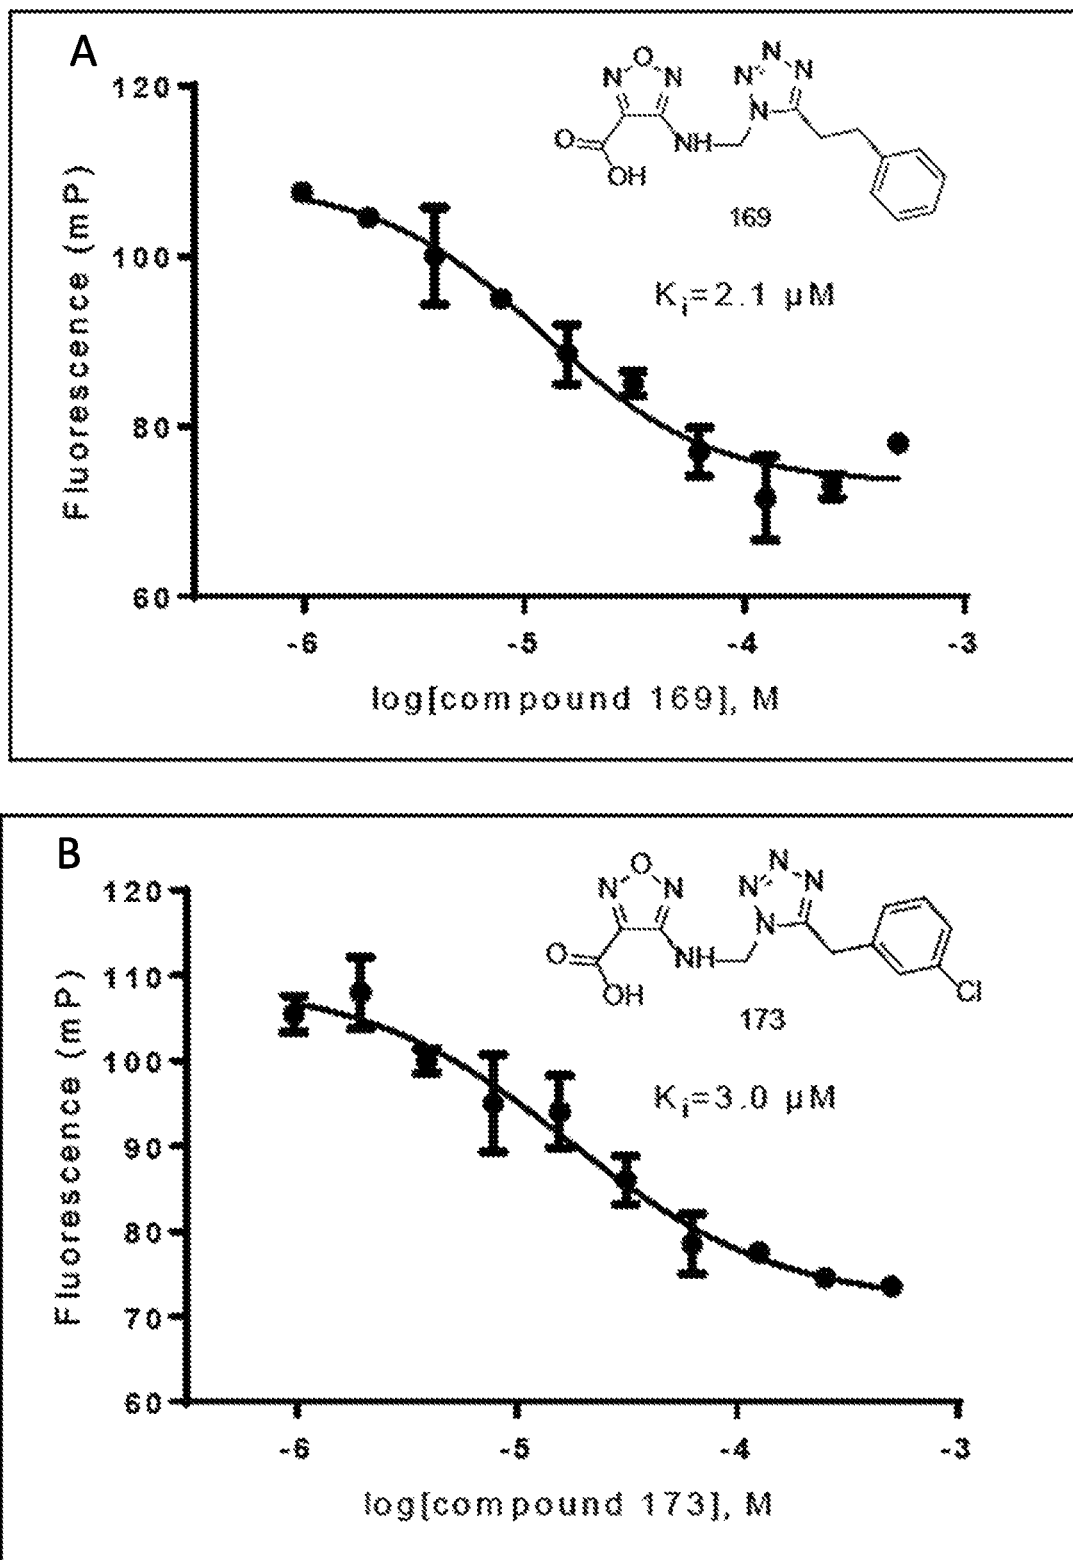 A
120
100
80
60
Fluorescence (mP)
-6 -5 -4 -3
log[compound 169], M
N O N
N N N N
O OH NH
169
Ki=2.1 µM
B
120
110
100
90
80
70
60
Fluorescence (mP)
-6 -5 -4 -3
log[compound 173], M
N O N
N N N N
O OH NH Cl
173
Ki=3.0 µM